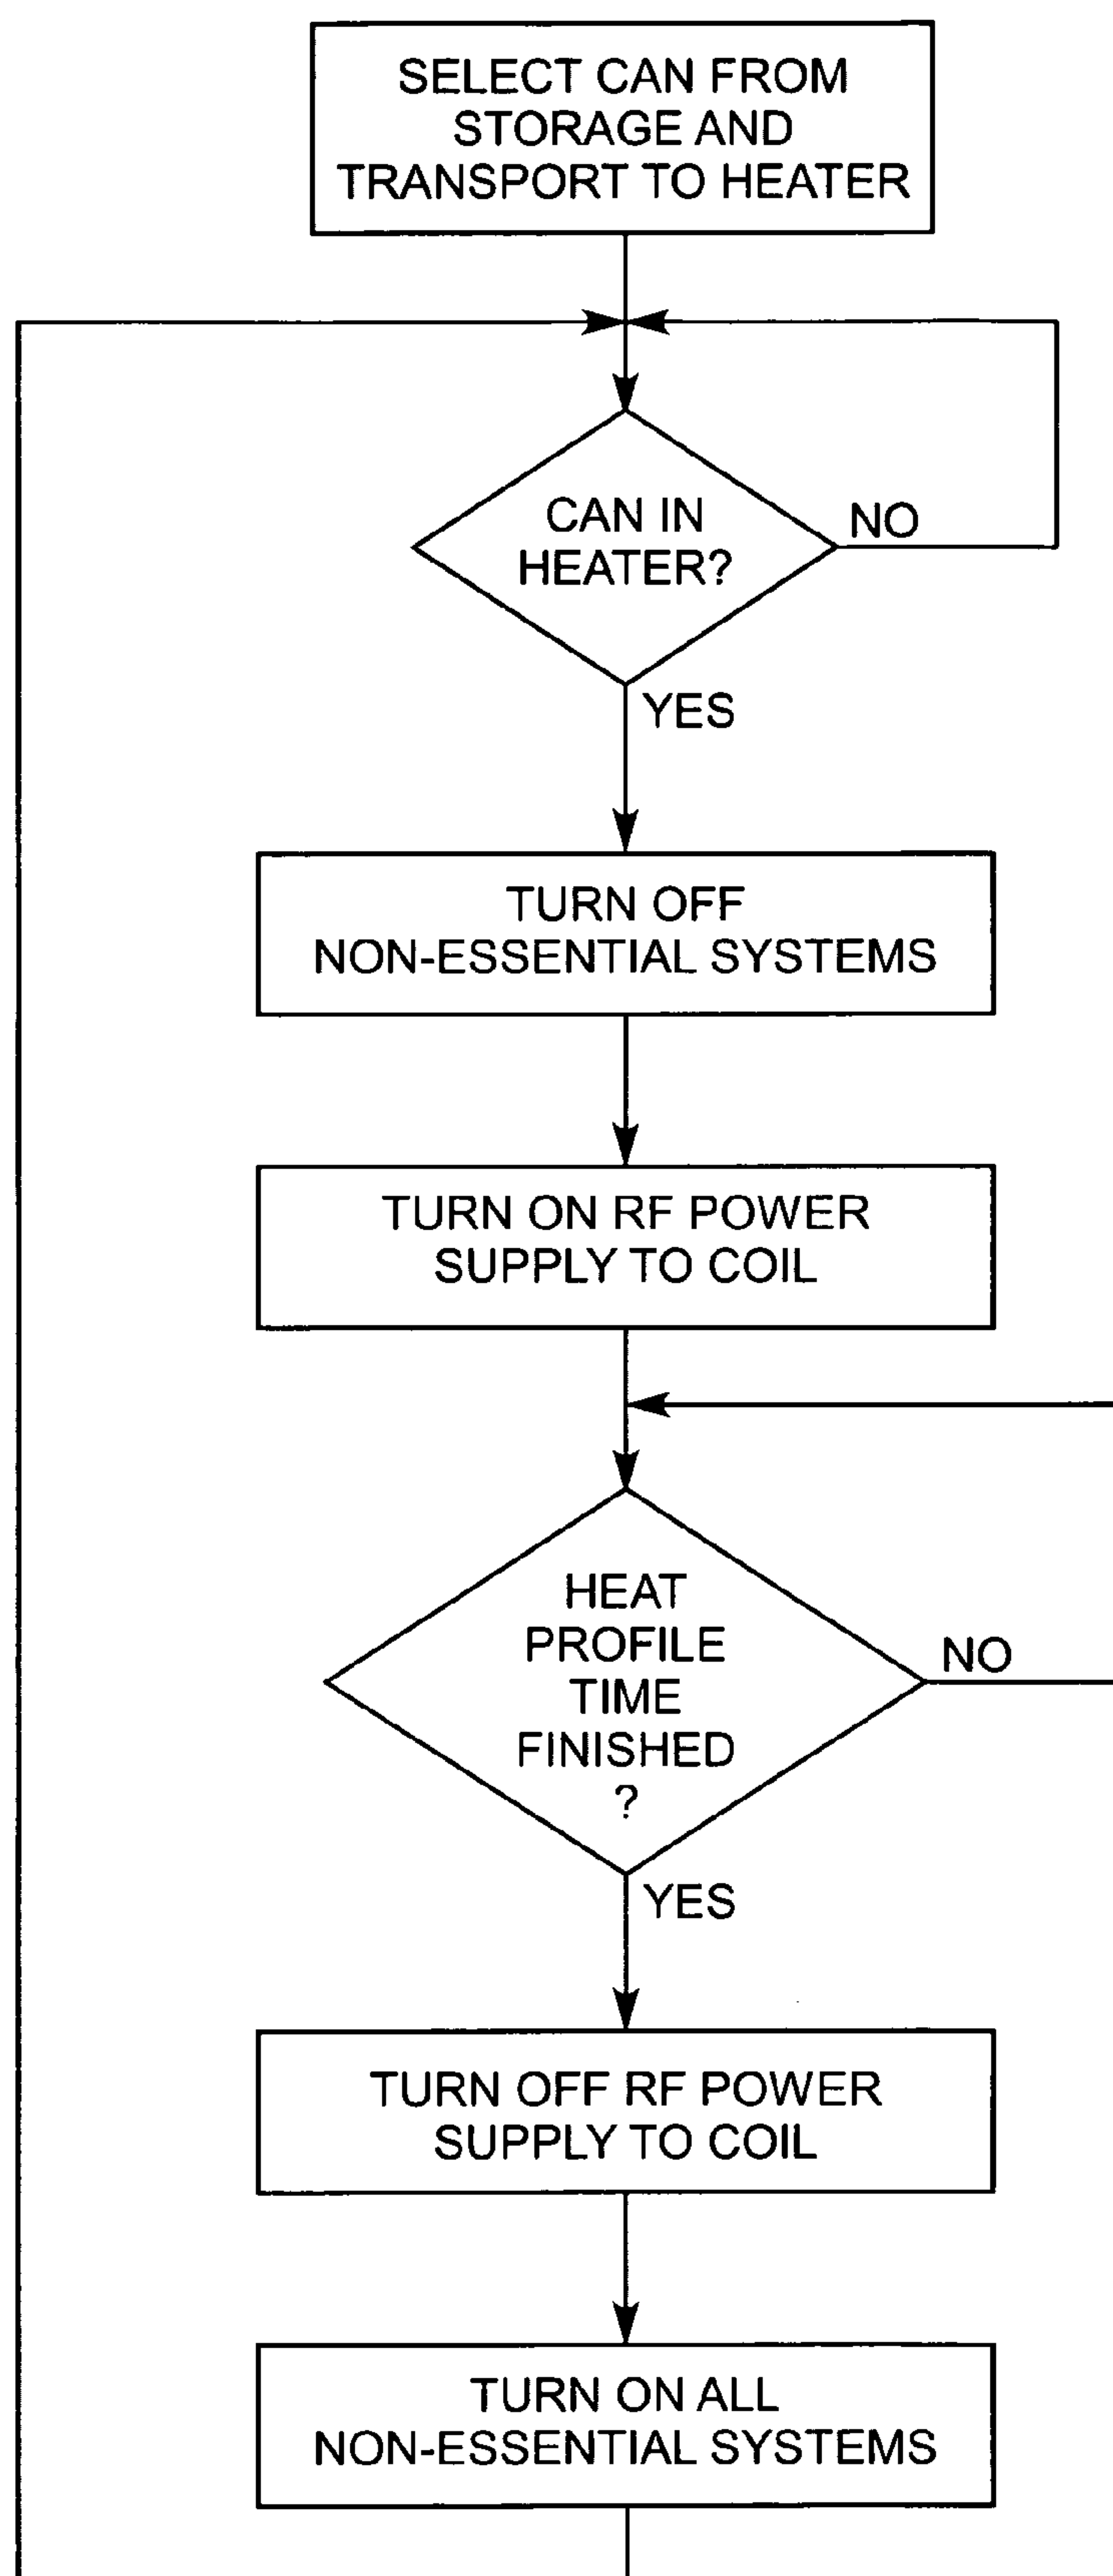 SELECT CAN FROM
STORAGE AND
TRANSPORT TO HEATER
CAN IN
HEATER?
NO
YES
TURN OFF
NON-ESSENTIAL SYSTEMS
TURN ON RF POWER
SUPPLY TO COIL
HEAT
PROFILE
TIME
FINISHED
?
NO
YES
TURN OFF RF POWER
SUPPLY TO COIL
TURN ON ALL
NON-ESSENTIAL SYSTEMS